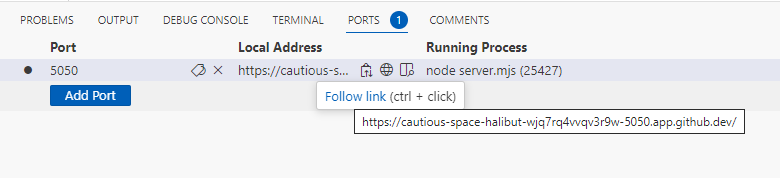 PROBLEMS OUTPUT DEBUG CONSOLE TERMINAL PORTS 1 COMMENTS
Port Local Address Running Process
5050 https://cautious-s... node server.mjs (25427)
Add Port
Follow link (ctrl + click)
https://cautious-space-halibut-wjq7rq4vvqv3r9w-5050.app.github.dev/